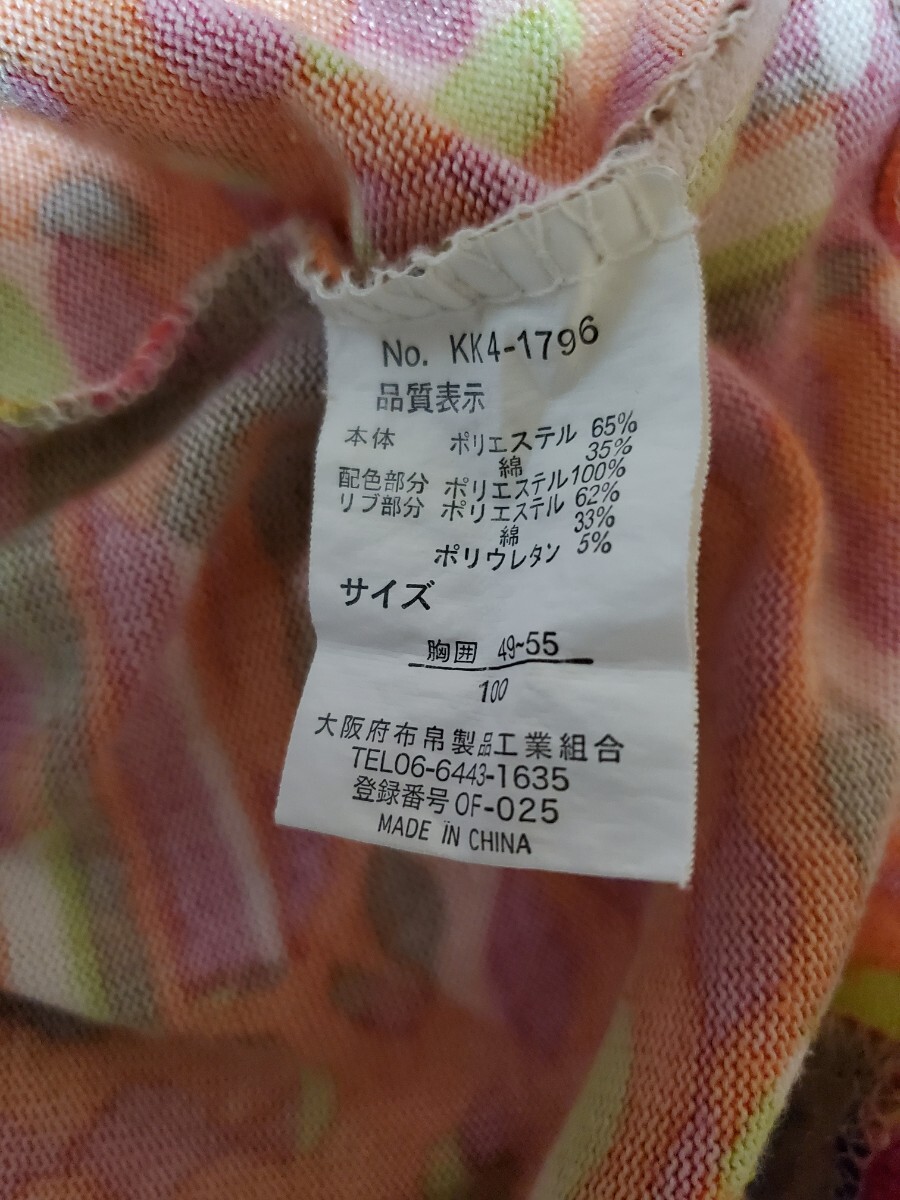 No. KK4-1796
品質表示
本体 ポリエステル 65%
綿 35%
配色部分 ポリエステル 100%
リブ部分 ポリエステル 62%
綿 33%
ポリウレタン 5%
サイズ
胸囲 49~55
100
大阪府布帛製品工業組合
TEL06-6443-1635
登録番号 OF-025
MADE IN CHINA